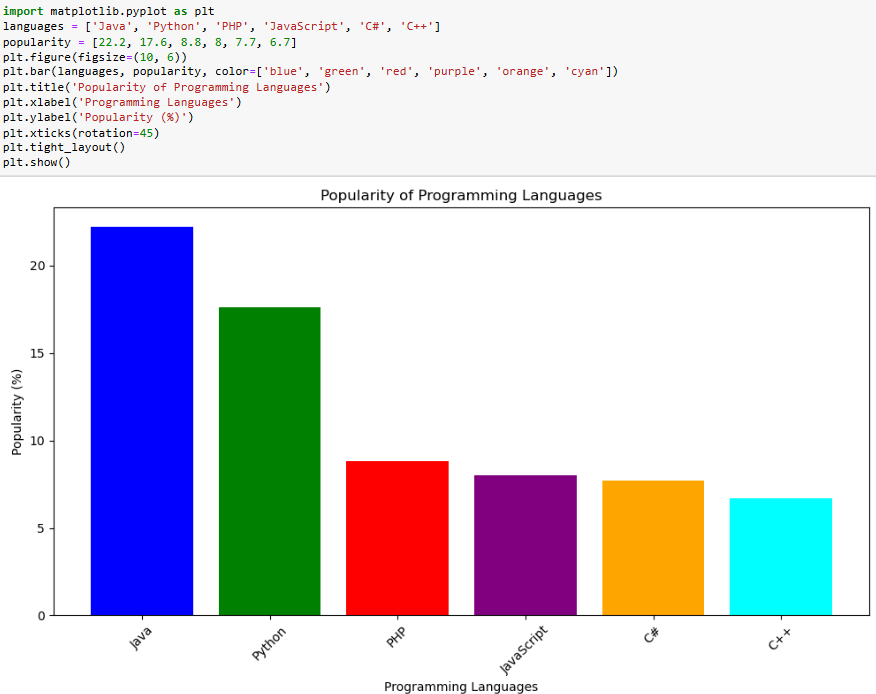 import matplotlib.pyplot as plt
languages = ['Java', 'Python', 'PHP', 'JavaScript', 'C#', 'C++']
popularity = [22.2, 17.6, 8.8, 8, 7.7, 6.7]
plt.figure(figsize=(10, 6))
plt.bar(languages, popularity, color=['blue', 'green', 'red', 'purple', 'orange', 'cyan'])
plt.title('Popularity of Programming Languages')
plt.xlabel('Programming Languages')
plt.ylabel('Popularity (%)')
plt.xticks(rotation=45)
plt.tight_layout()
plt.show()
Popularity of Programming Languages
Popularity (%)
20
15
10
5
0
Java
Python
PHP
JavaScript
C#
C++
Programming Languages